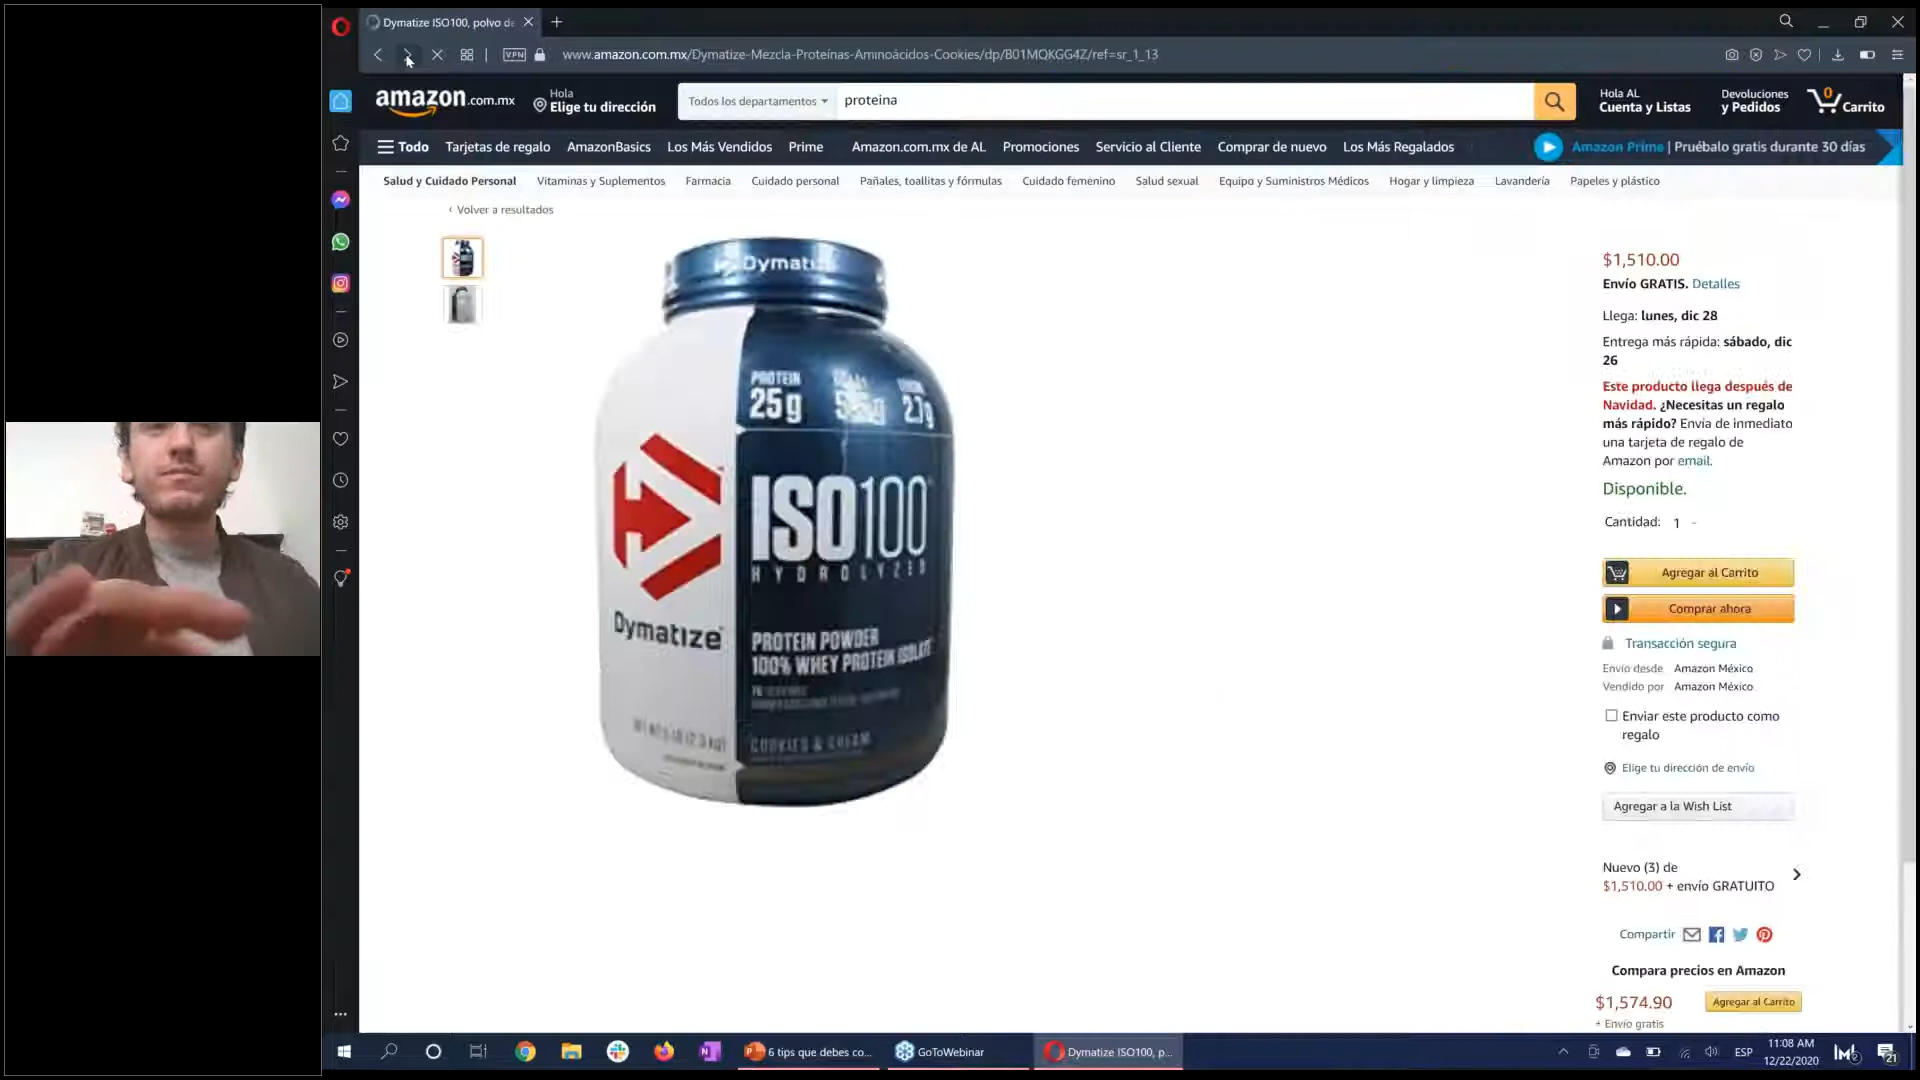 Dymatize ISO100, polvo de
VPN
www.amazon.com.mx/Dymatize-Mezcla-Proteínas-Aminoácidos-Cookies/dp/B01MQKGG4Z/ref=sr_1_13
amazon.com.mx
Hola
Elige tu dirección
Todos los departamentos
proteina
Hola AL
Cuenta y Listas
Devoluciones
y Pedidos
0
Carrito
Todo
Tarjetas de regalo
AmazonBasics
Los Más Vendidos
Prime
Amazon.com.mx de AL
Promociones
Servicio al Cliente
Comprar de nuevo
Los Más Regalados
Amazon Prime | Pruébalo gratis durante 30 días
Salud y Cuidado Personal
Vitaminas y Suplementos
Farmacia
Cuidado personal
Pañales, toallitas y fórmulas
Cuidado femenino
Salud sexual
Equipo y Suministros Médicos
Hogar y limpieza
Lavandería
Papeles y plástico
‹ Volver a resultados
Dymatize
PROTEIN
25g
2.7g
ISO100
HYDROLYZED
Dymatize
PROTEIN POWDER
100% WHEY PROTEIN ISOLATE
COOKIES & CREAM
$1,510.00
Envío GRATIS. Detalles
Llega: lunes, dic 28
Entrega más rápida: sábado, dic
26
Este producto llega después de
Navidad. ¿Necesitas un regalo
más rápido? Envía de inmediato
una tarjeta de regalo de
Amazon por email.
Disponible.
Cantidad: 1
Agregar al Carrito
Comprar ahora
Transacción segura
Envío desde Amazon México
Vendido por Amazon México
Enviar este producto como
regalo
Elige tu dirección de envío
Agregar a la Wish List
Nuevo (3) de
$1,510.00 + envío GRATUITO
Compartir
Compara precios en Amazon
$1,574.90
Agregar al Carrito
+ Envío gratis
6 tips que debes co...
GoToWebinar
Dymatize ISO100, p...
ESP
11:08 AM
12/22/2020
21